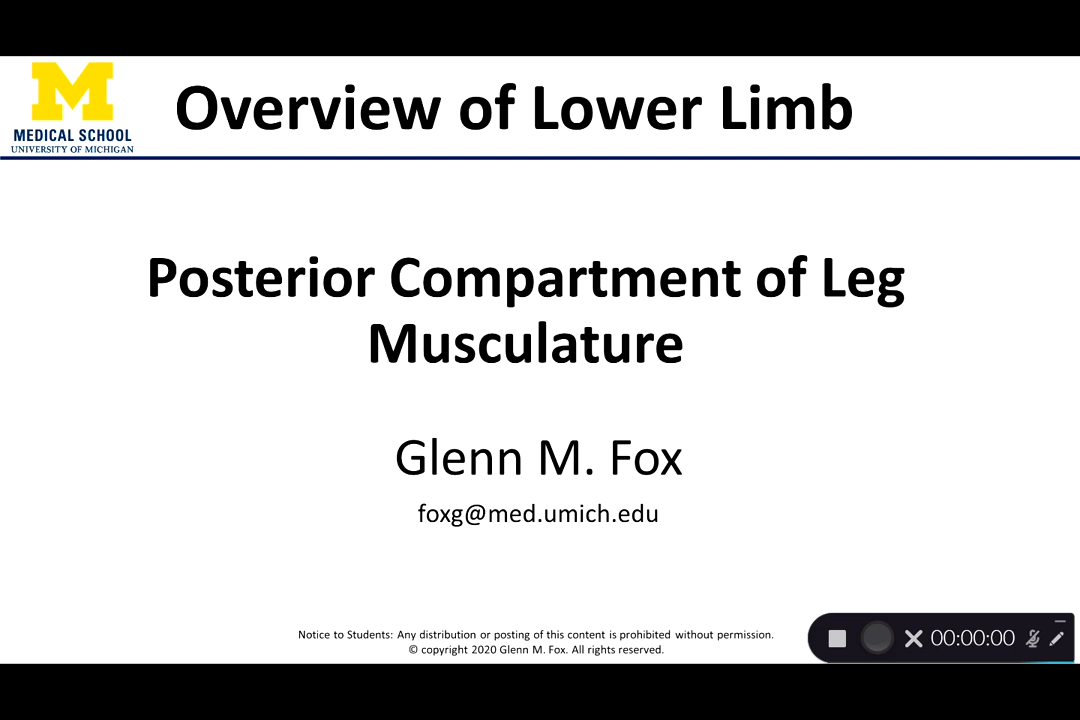 M
MEDICAL SCHOOL
UNIVERSITY OF MICHIGAN
Overview of Lower Limb
Posterior Compartment of Leg
Musculature
Glenn M. Fox
foxg@med.umich.edu
Notice to Students: Any distribution or posting of this content is prohibited without permission.
© copyright 2020 Glenn M. Fox. All rights reserved.
00:00:00